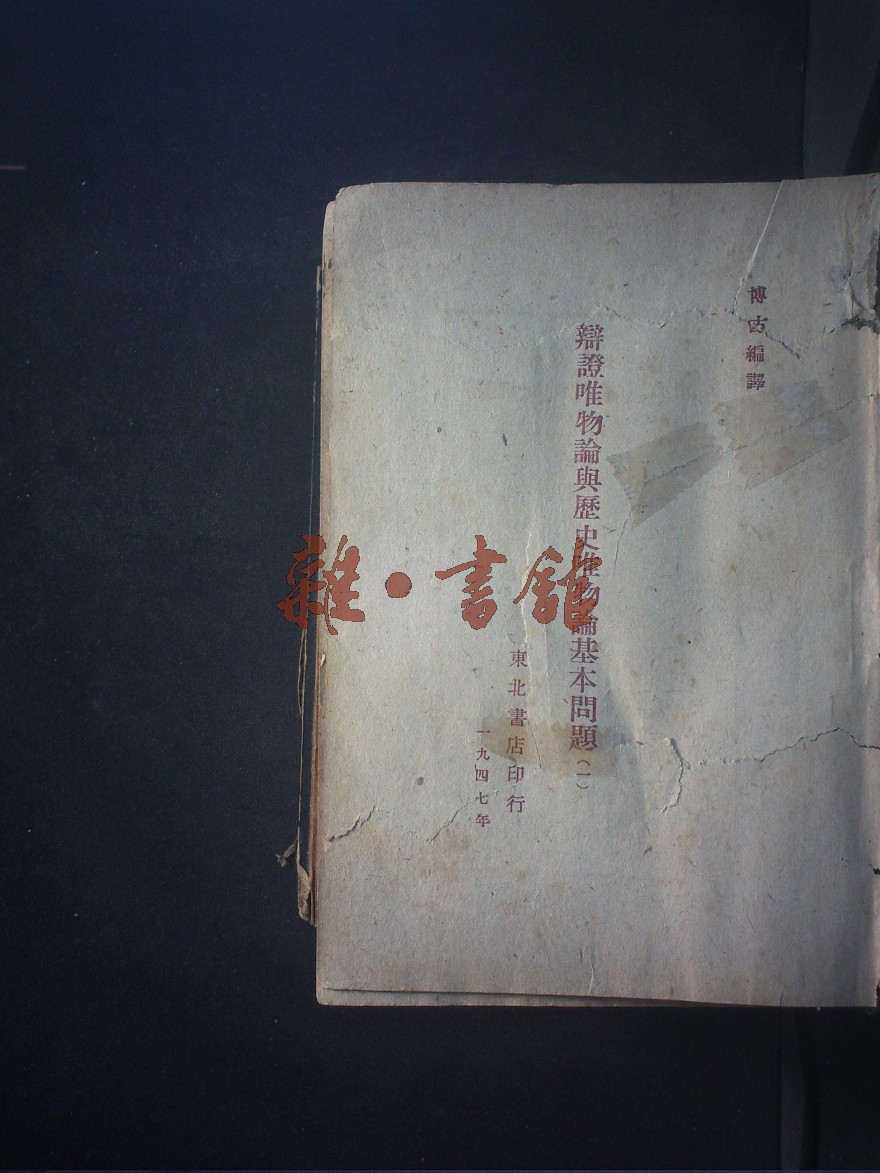 博古編譯
辯證唯物論與歷史唯物論基本問題(一)
東北書店印行
一九四七年
雜·書館